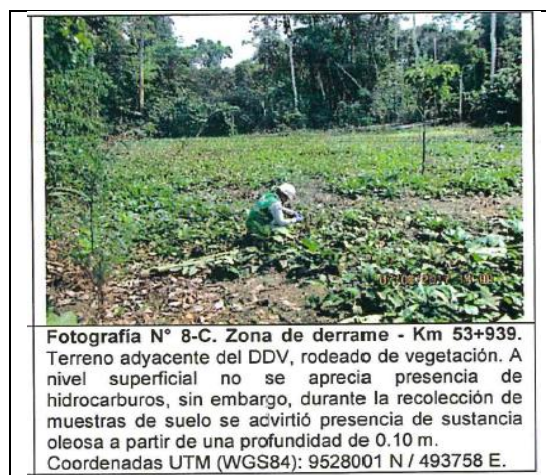 Fotografía N° 8-C. Zona de derrame - Km 53+939.
Terreno adyacente del DDV, rodeado de vegetación. A
nivel superficial no se aprecia presencia de
hidrocarburos, sin embargo, durante la recolección de
muestras de suelo se advirtió presencia de sustancia
oleosa a partir de una profundidad de 0.10 m.
Coordenadas UTM (WGS84): 9528001 N / 493758 E.